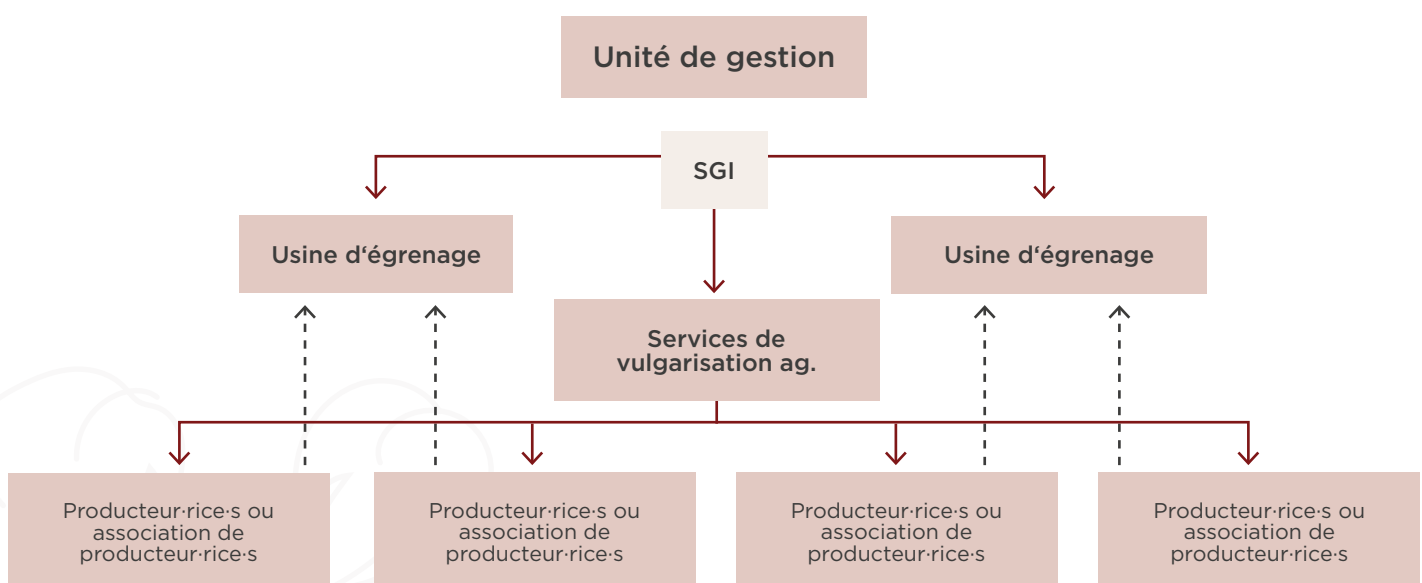 Unité de gestion
SGI
Usine d‘égrenage
Usine d‘égrenage
Services de
vulgarisation ag.
Producteur·rice·s ou
association de
producteur·rice·s
Producteur·rice·s ou
association de
producteur·rice·s
Producteur·rice·s ou
association de
producteur·rice·s
Producteur·rice·s ou
association de
producteur·rice·s